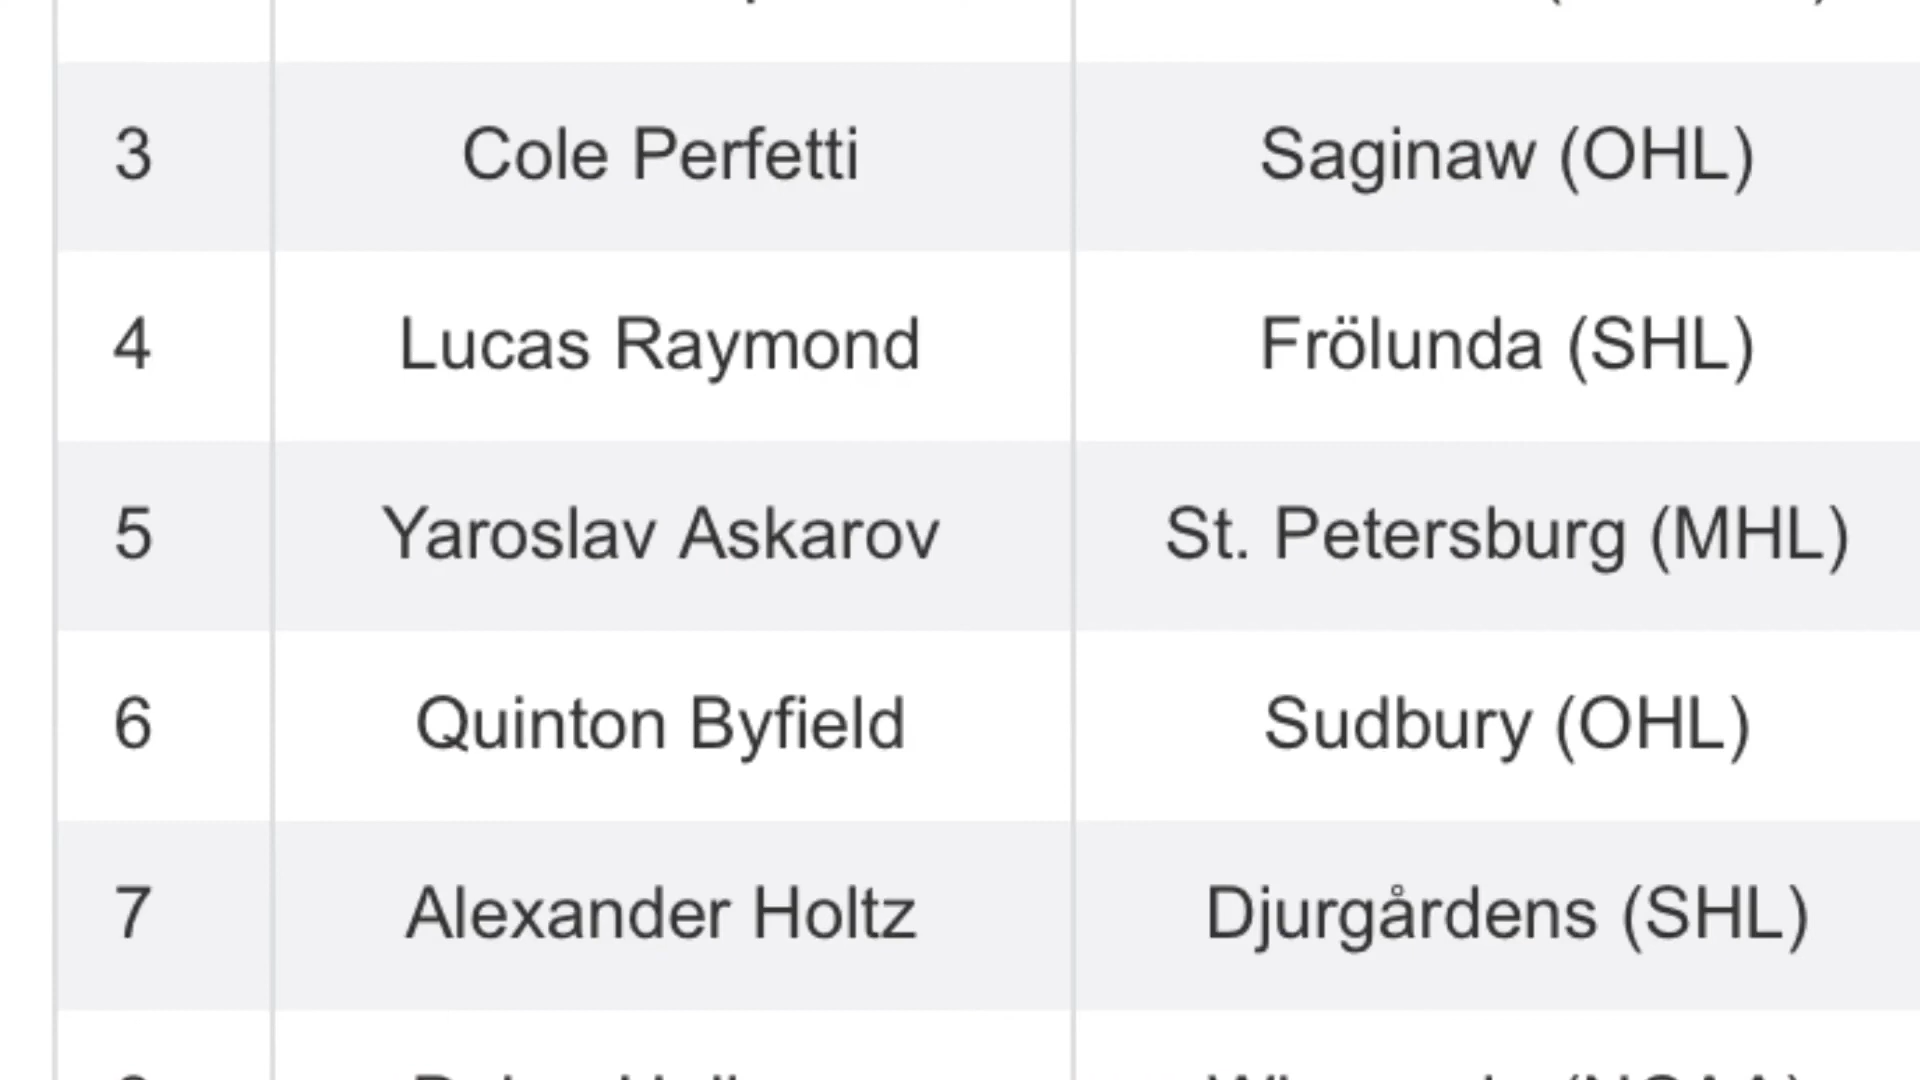 3 Cole Perfetti Saginaw (OHL)
4 Lucas Raymond Frölunda (SHL)
5 Yaroslav Askarov St. Petersburg (MHL)
6 Quinton Byfield Sudbury (OHL)
7 Alexander Holtz Djurgårdens (SHL)